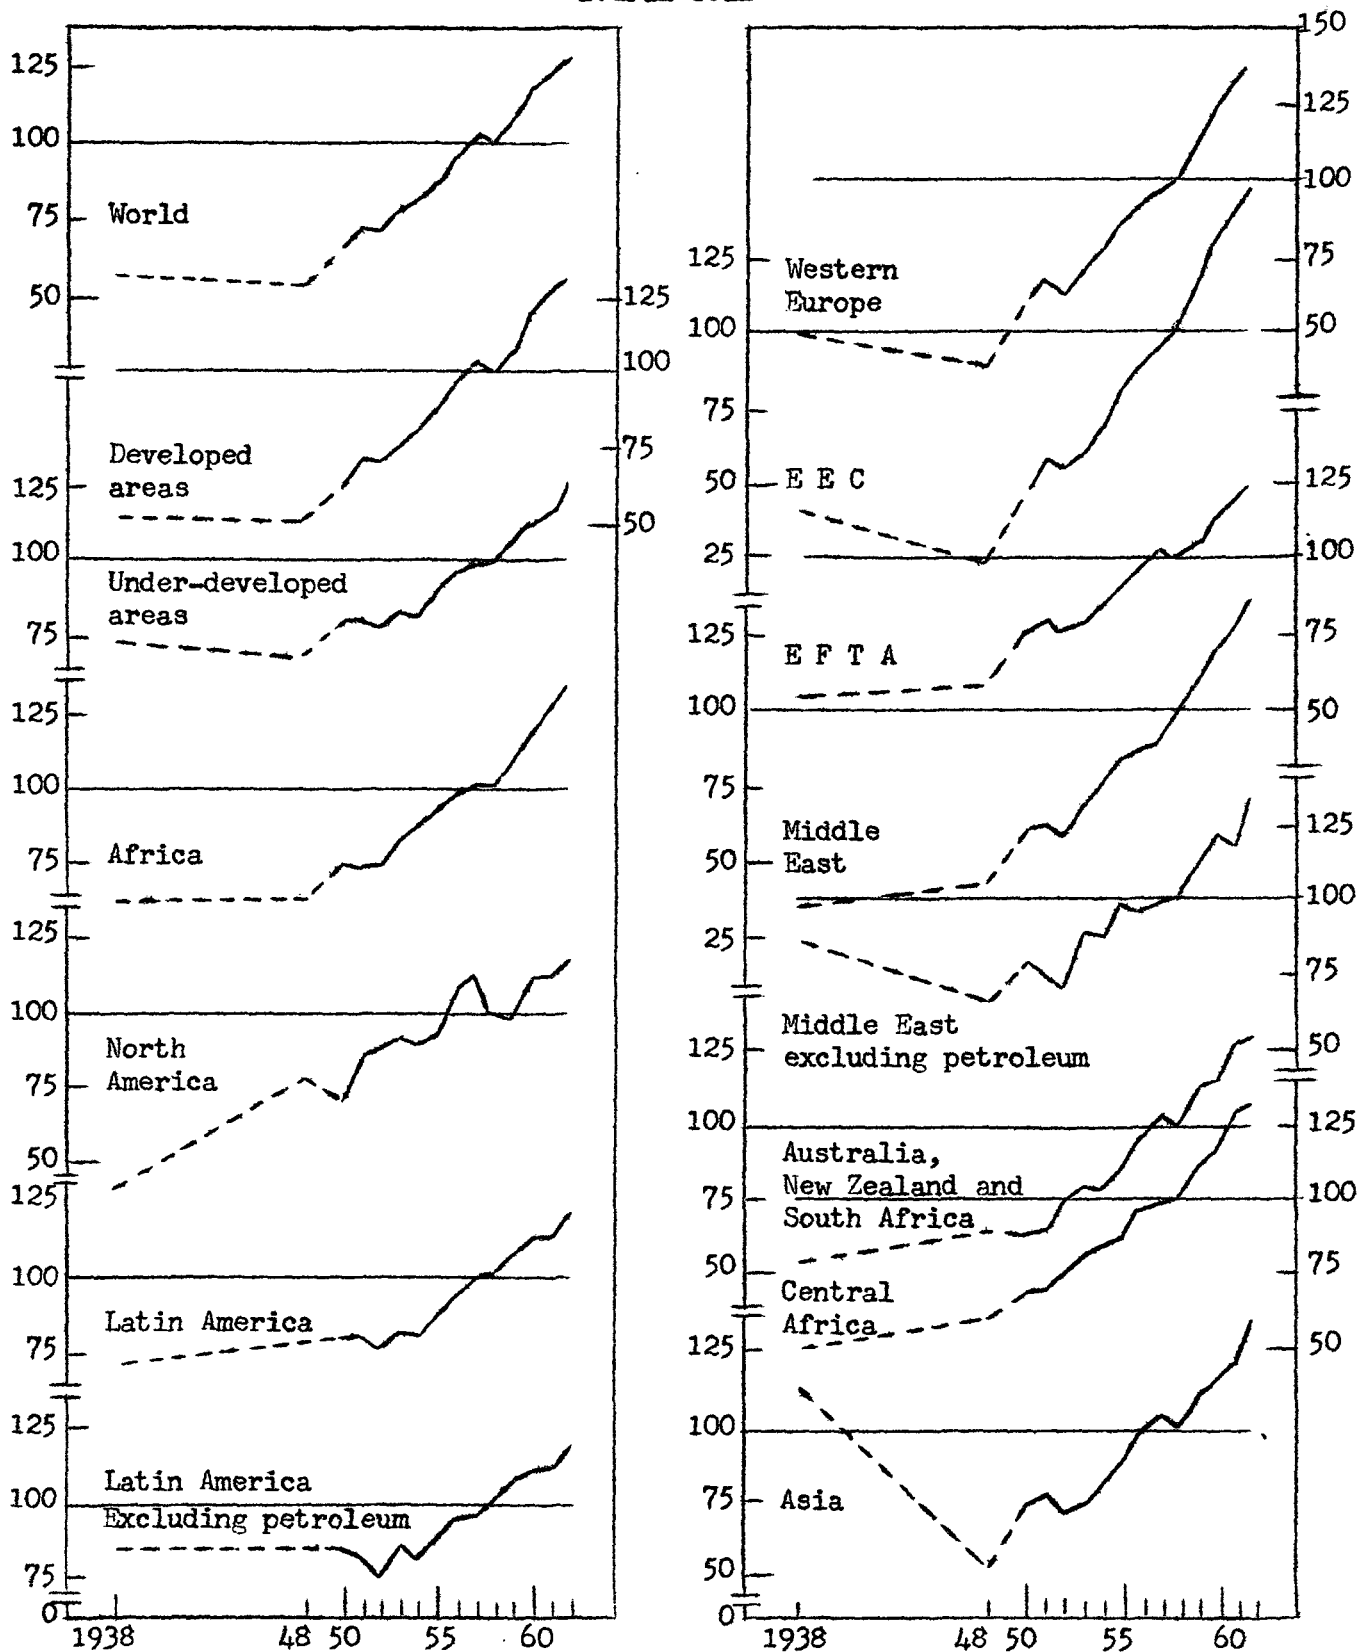 125
100
75
World
50
125
100
Developed
areas
75
125
50
100
Under-developed
areas
75
125
100
75
Africa
125
100
North
America
75
50
125
100
Latin America
75
125
Latin America
100
Excluding petroleum
75
0
1938 48 50 55 60
150
125
100
125
Western
Europe
75
100
50
75
50
E E C
125
25
100
125
75
E F T A
100
50
75
Middle
East
125
50
100
25
75
Middle East
excluding petroleum
125
50
100
125
Australia,
New Zealand and
South Africa
75
100
50
75
Central
Africa
125
50
100
75
Asia
50
0
1938 48 50 55 60